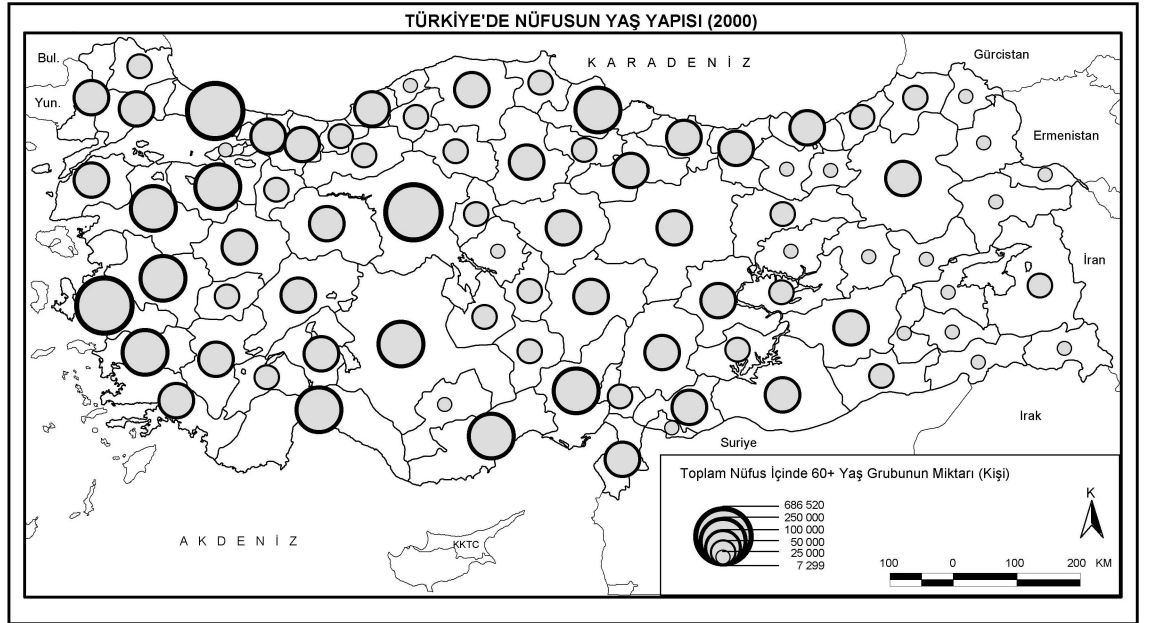 TÜRKİYE'DE NÜFUSUN YAŞ YAPISI (2000)
Bul.
K A R A D E N İ Z
Gürcistan
Yun.
Ermenistan
İran
Irak
Suriye
A K D E N İ Z
KKTC
Toplam Nüfus İçinde 60+ Yaş Grubunun Miktarı (Kişi)
686 520
250 000
100 000
50 000
25 000
7 299
K
100 0 100 200 KM